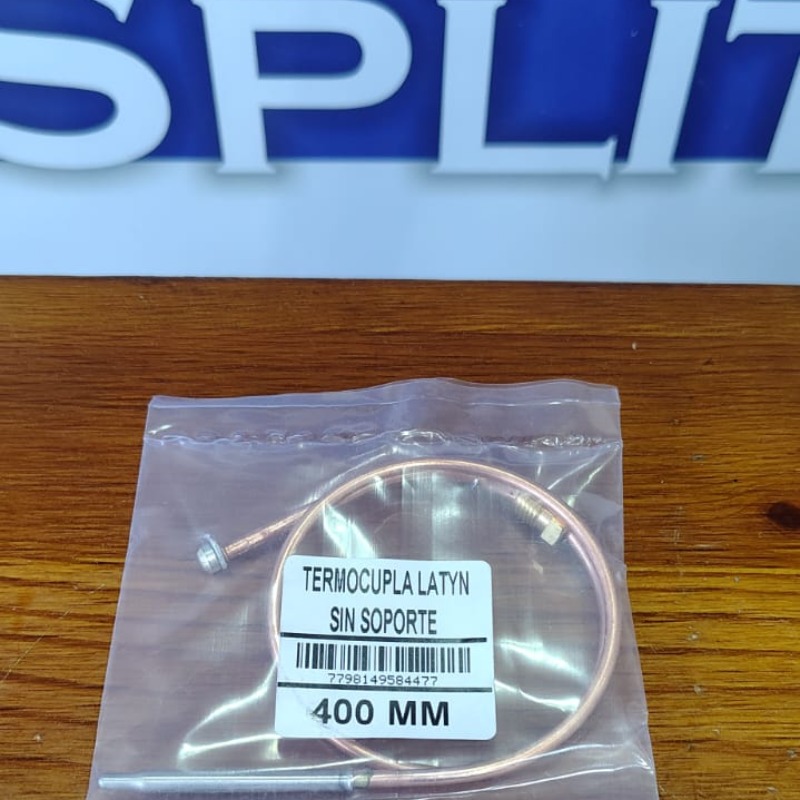 SPLIT
TERMOCUPLA LATYN
SIN SOPORTE
7798149584477
400 MM